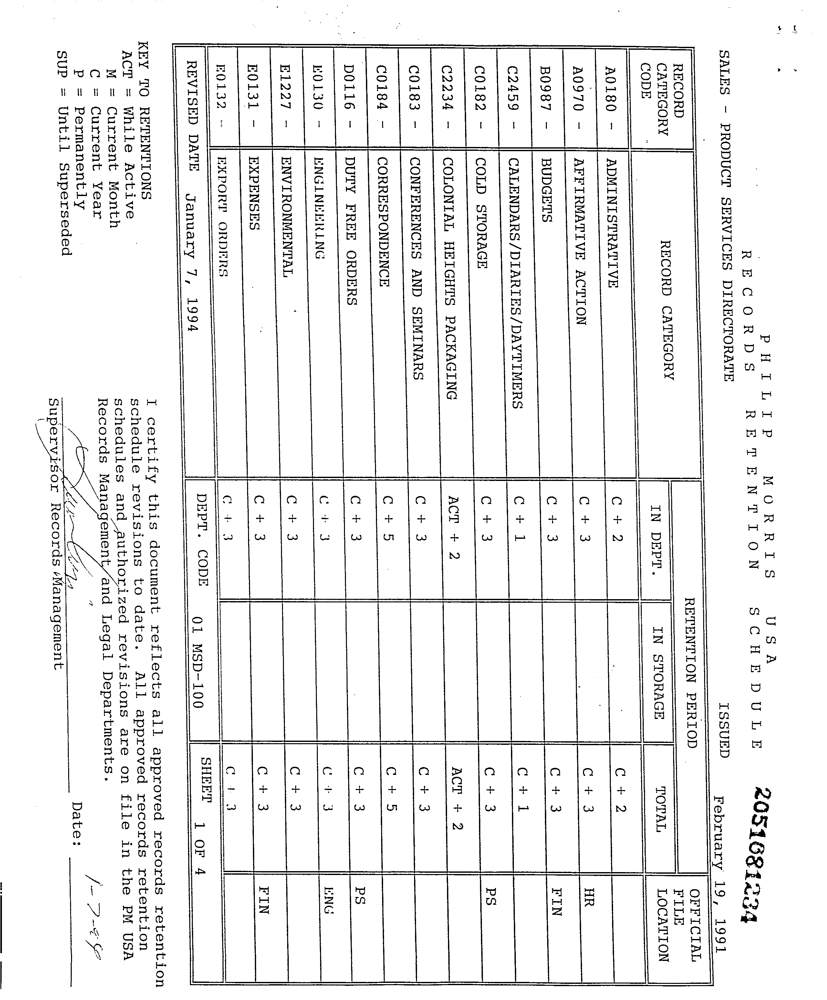 PHILIP MORRIS USA
RECORDS RETENTION SCHEDULE
2051681234
SALES - PRODUCT SERVICES DIRECTORATE ISSUED February 19, 1991
RECORD CATEGORY CODE RECORD CATEGORY RETENTION PERIOD OFFICIAL FILE LOCATION
IN DEPT. IN STORAGE TOTAL
A0180 - ADMINISTRATIVE C + 2 C + 2
A0970 - AFFIRMATIVE ACTION C + 3 C + 3 HR
B0987 - BUDGETS C + 3 C + 3 FIN
C2459 - CALENDARS/DIARIES/DAYTIMERS C + 1 C + 1
C0182 - COLD STORAGE C + 3 C + 3 PS
C2234 - COLONIAL HEIGHTS PACKAGING ACT + 2 ACT + 2
C0183 - CONFERENCES AND SEMINARS C + 3 C + 3
C0184 - CORRESPONDENCE C + 5 C + 5
D0116 - DUTY FREE ORDERS C + 3 C + 3 PS
E0130 - ENGINEERING C + 3 C + 3 ENG
E1227 - ENVIRONMENTAL C + 3 C + 3
E0131 - EXPENSES C + 3 C + 3 FIN
E0132 - EXPORT ORDERS C + 3 C + 3
REVISED DATE January 7, 1994 DEPT. CODE 01 MSD-100 SHEET 1 OF 4
KEY TO RETENTIONS
ACT = While Active
M = Current Month
C = Current Year
P = Permanently
SUP = Until Superseded
I certify this document reflects all approved records retention
schedule revisions to date. All approved records retention
schedules and authorized revisions are on file in the PM USA
Records Management and Legal Departments.
Date:
Supervisor Records Management